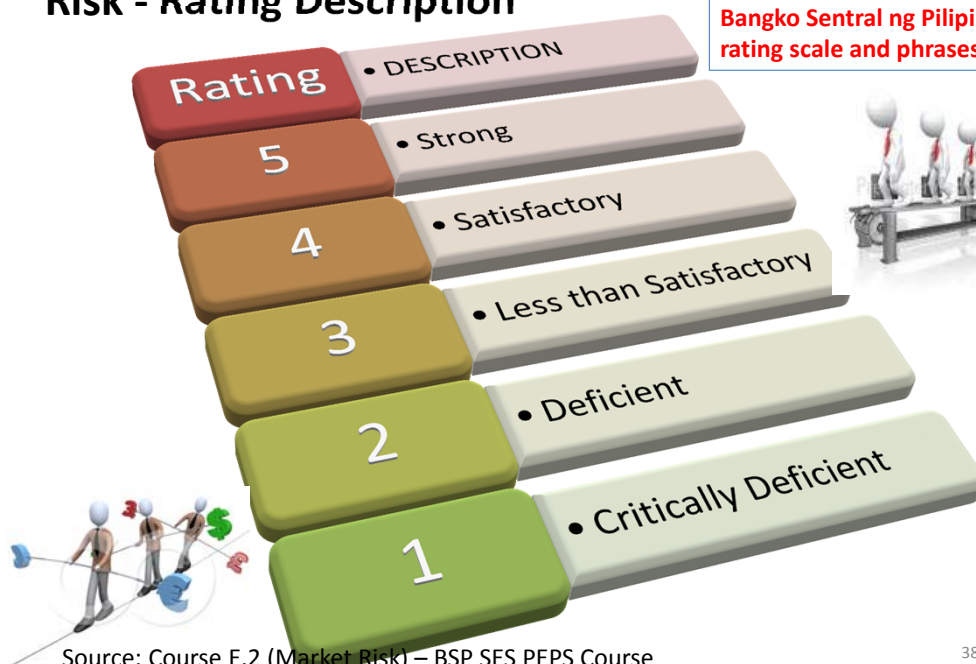 Risk - Rating Description
Bangko Sentral ng Pilipi
rating scale and phrases
Rating
• DESCRIPTION
5
• Strong
4
• Satisfactory
3
• Less than Satisfactory
2
• Deficient
1
• Critically Deficient
Source: Course E.2 (Market Risk) – BSP SES PEPS Course
38